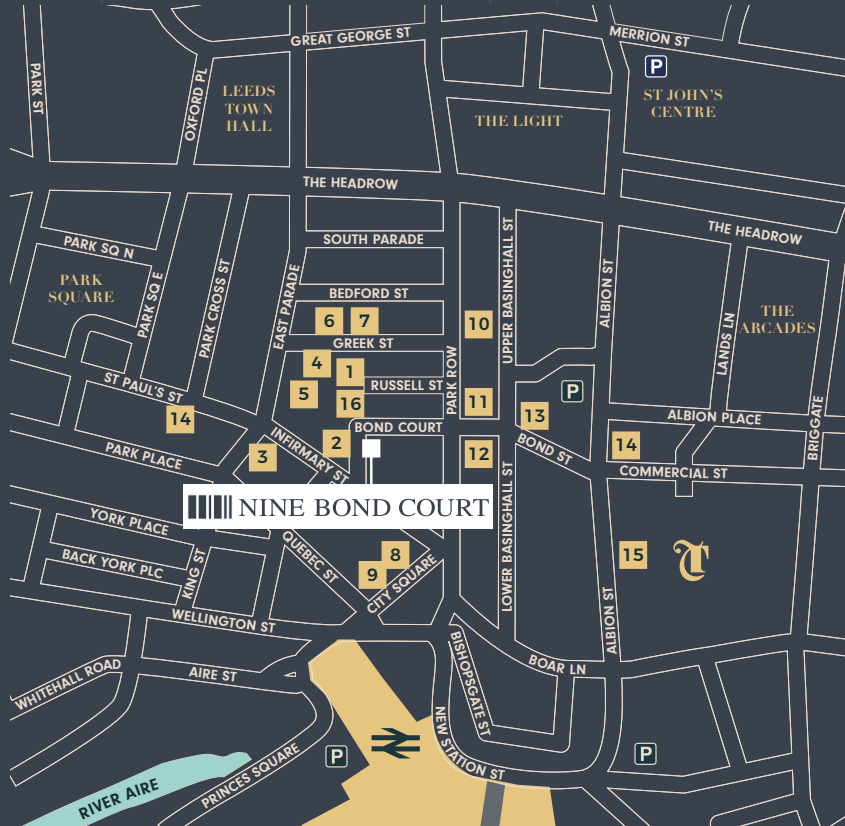 GREAT GEORGE ST
MERRION ST
P
PARK ST
OXFORD PL
LEEDS
TOWN
HALL
THE LIGHT
ST JOHN'S
CENTRE
THE HEADROW
THE HEADROW
SOUTH PARADE
PARK SQ N
PARK
SQUARE
PARK SQ E
PARK CROSS ST
EAST PARADE
BEDFORD ST
6
7
GREEK ST
4
1
5
RUSSELL ST
16
PARK ROW
10
11
UPPER BASINGHALL ST
ALBION ST
LANDS LN
THE
ARCADES
BRIGGATE
P
13
ALBION PLACE
14
COMMERCIAL ST
BOND ST
12
BOND COURT
2
INFIRMARY ST
3
ST PAUL'S ST
14
PARK PLACE
NINE BOND COURT
YORK PLACE
BACK YORK PLC
KING ST
QUEBEC ST
8
9
CITY SQUARE
LOWER BASINGHALL ST
15
T
ALBION ST
WELLINGTON ST
BISHOPSGATE ST
BOAR LN
WHITEHALL ROAD
AIRE ST
NEW STATION ST
P
P
PRINCES SQUARE
RIVER AIRE